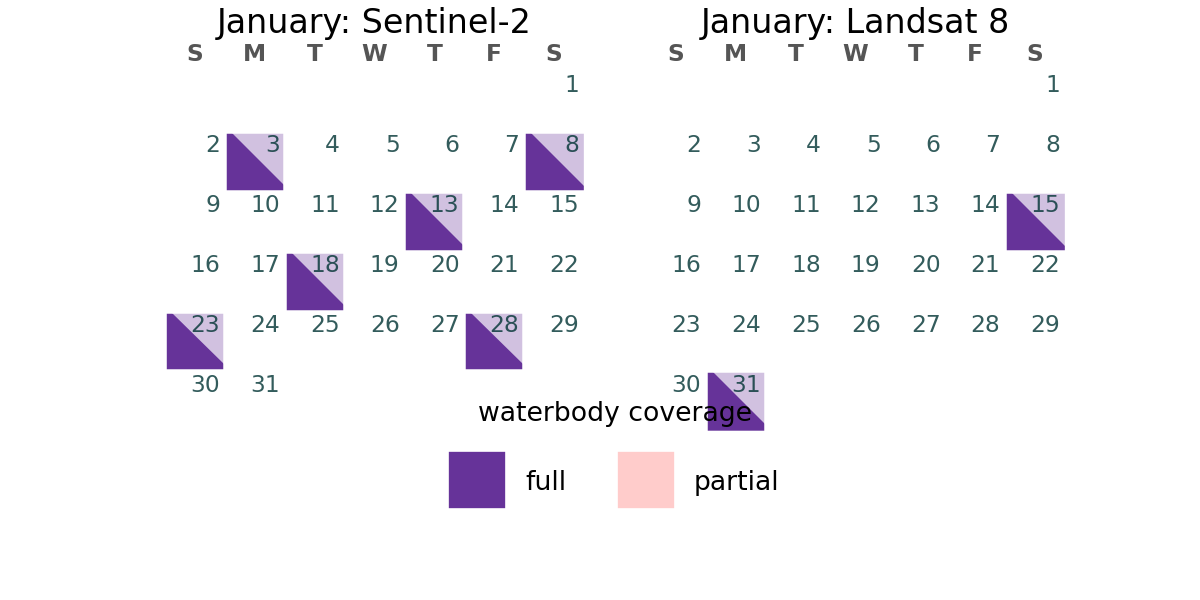 January: Sentinel-2
S M T W T F S
1
2 3 4 5 6 7 8
9 10 11 12 13 14 15
16 17 18 19 20 21 22
23 24 25 26 27 28 29
30 31
January: Landsat 8
S M T W T F S
1
2 3 4 5 6 7 8
9 10 11 12 13 14 15
16 17 18 19 20 21 22
23 24 25 26 27 28 29
30 31
waterbody coverage
full partial